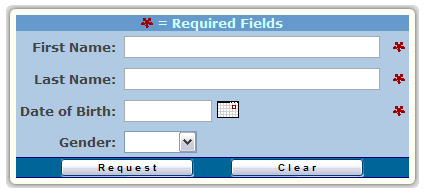 * = Required Fields
First Name: *
Last Name: *
Date of Birth: *
Gender:
Request Clear